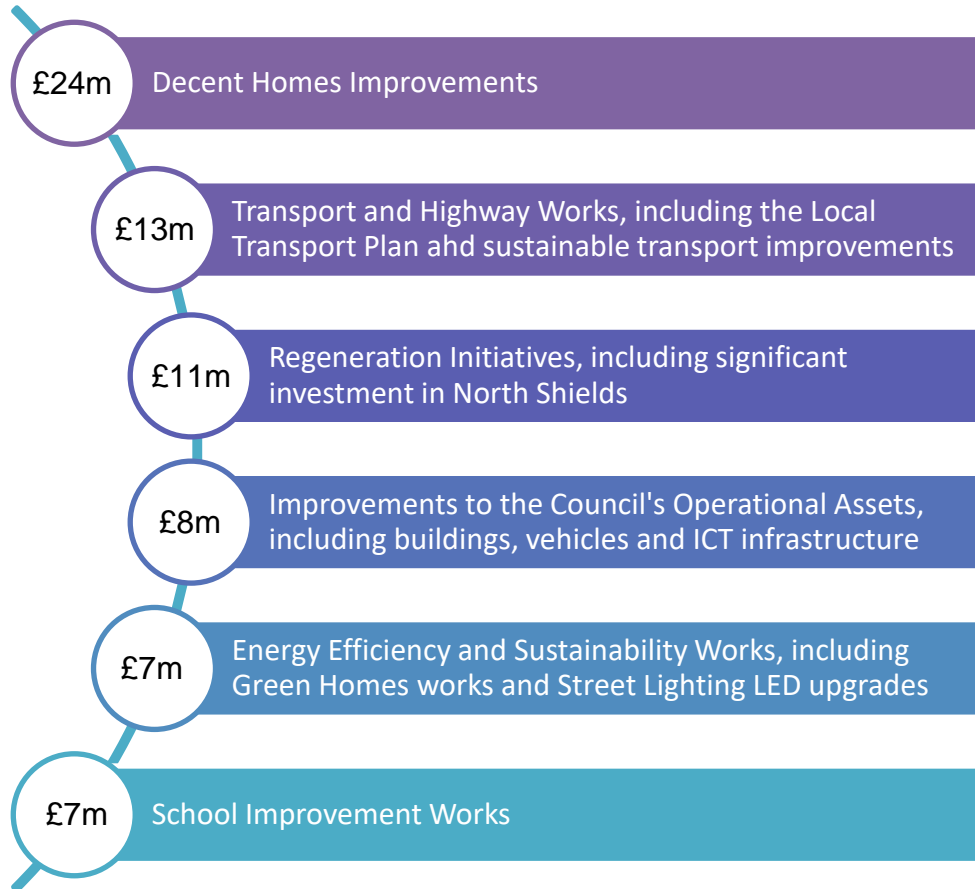 £24m
Decent Homes Improvements
£13m
Transport and Highway Works, including the Local
Transport Plan ahd sustainable transport improvements
£11m
Regeneration Initiatives, including significant
investment in North Shields
£8m
Improvements to the Council's Operational Assets,
including buildings, vehicles and ICT infrastructure
£7m
Energy Efficiency and Sustainability Works, including
Green Homes works and Street Lighting LED upgrades
£7m
School Improvement Works